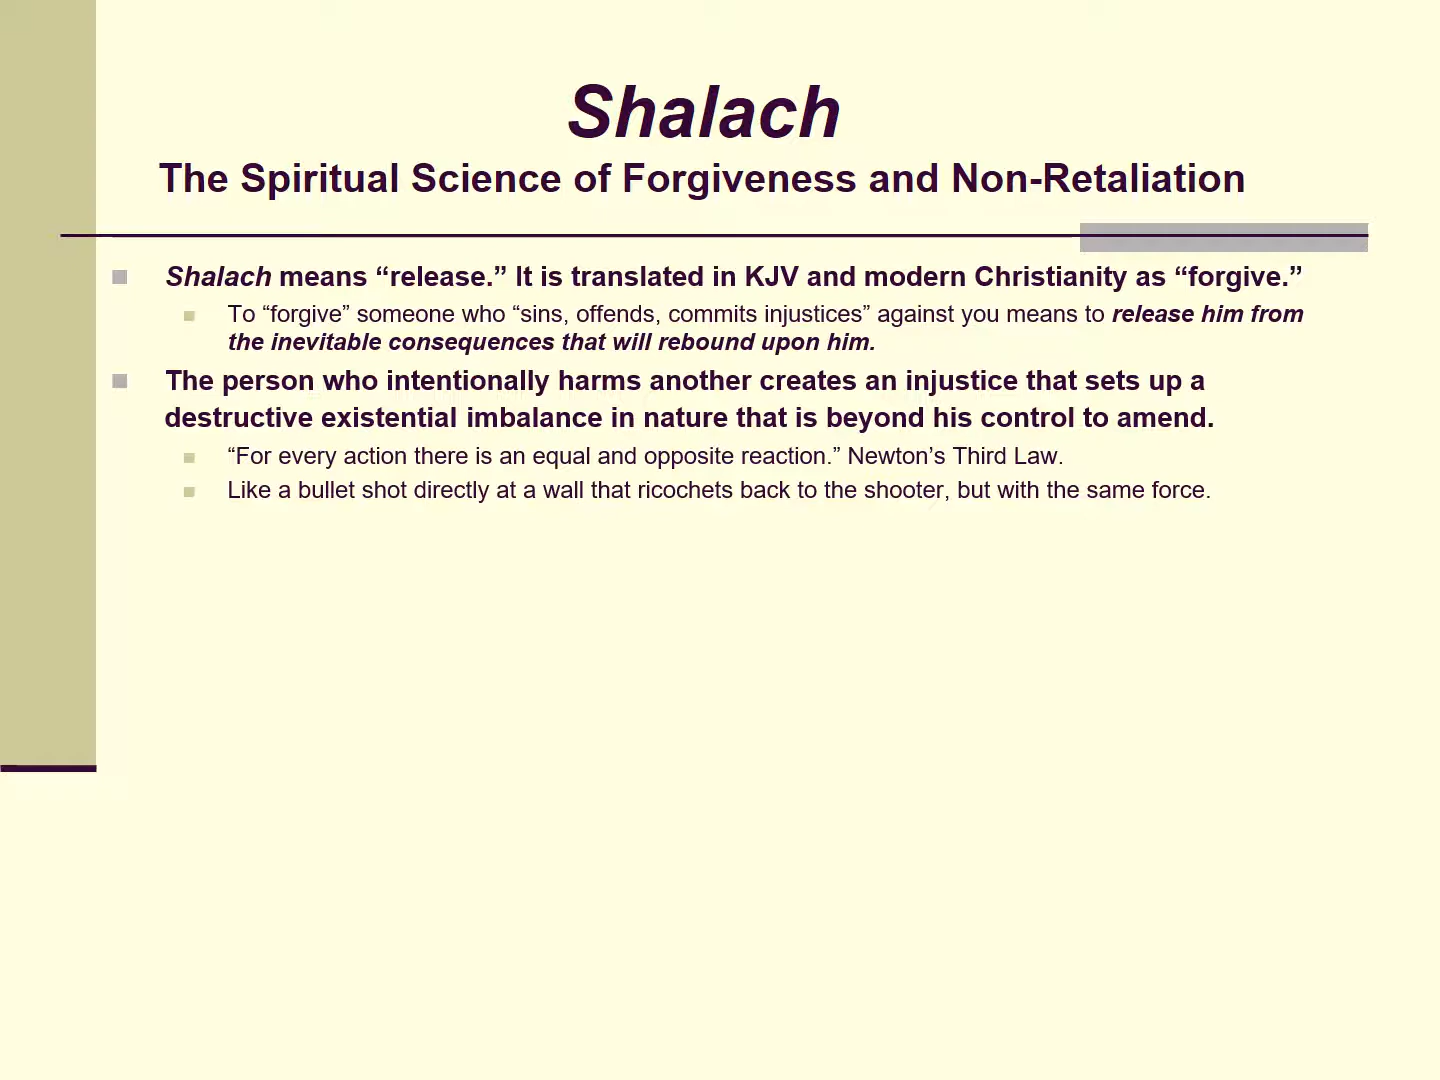 Shalach
The Spiritual Science of Forgiveness and Non-Retaliation
Shalach means “release.” It is translated in KJV and modern Christianity as “forgive.”
To “forgive” someone who “sins, offends, commits injustices” against you means to release him from
the inevitable consequences that will rebound upon him.
The person who intentionally harms another creates an injustice that sets up a
destructive existential imbalance in nature that is beyond his control to amend.
“For every action there is an equal and opposite reaction.” Newton’s Third Law.
Like a bullet shot directly at a wall that ricochets back to the shooter, but with the same force.